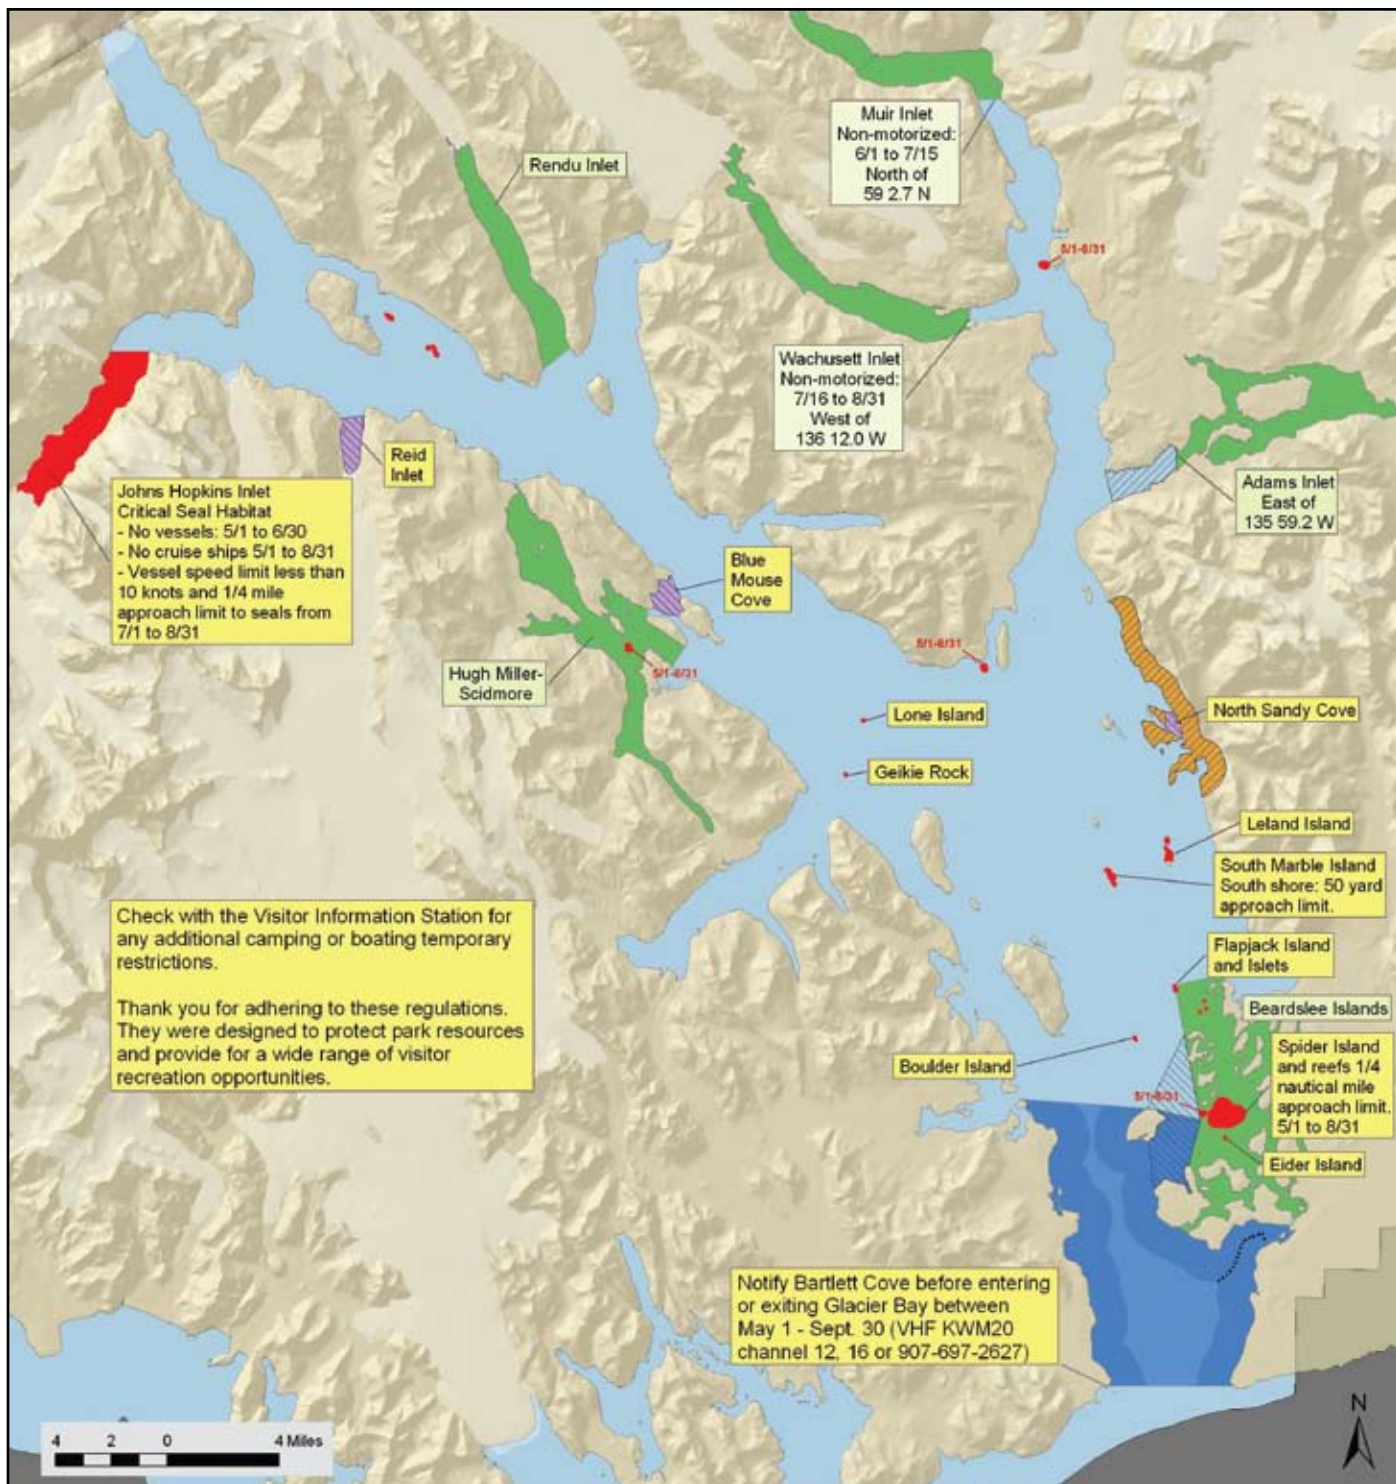 Muir Inlet
Non-motorized:
6/1 to 7/15
North of
59 2.7 N
Rendu Inlet
5/1-8/31
Wachusett Inlet
Non-motorized:
7/16 to 8/31
West of
136 12.0 W
Reid
Inlet
Adams Inlet
East of
135 59.2 W
Johns Hopkins Inlet
Critical Seal Habitat
- No vessels: 5/1 to 6/30
- No cruise ships 5/1 to 8/31
- Vessel speed limit less than
10 knots and 1/4 mile
approach limit to seals from
7/1 to 8/31
Blue
Mouse
Cove
5/1-8/31
Hugh Miller-
Scidmore
5/1-8/31
Lone Island
North Sandy Cove
Geikie Rock
Leland Island
South Marble Island
South shore: 50 yard
approach limit.
Check with the Visitor Information Station for
any additional camping or boating temporary
restrictions.
Thank you for adhering to these regulations.
They were designed to protect park resources
and provide for a wide range of visitor
recreation opportunities.
Flapjack Island
and Islets
Beardslee Islands
Boulder Island
Spider Island
and reefs 1/4
nautical mile
approach limit.
5/1 to 8/31
5/1-8/31
Eider Island
Notify Bartlett Cove before entering
or exiting Glacier Bay between
May 1 - Sept. 30 (VHF KWM20
channel 12, 16 or 907-697-2627)
4 2 0 4 Miles
N